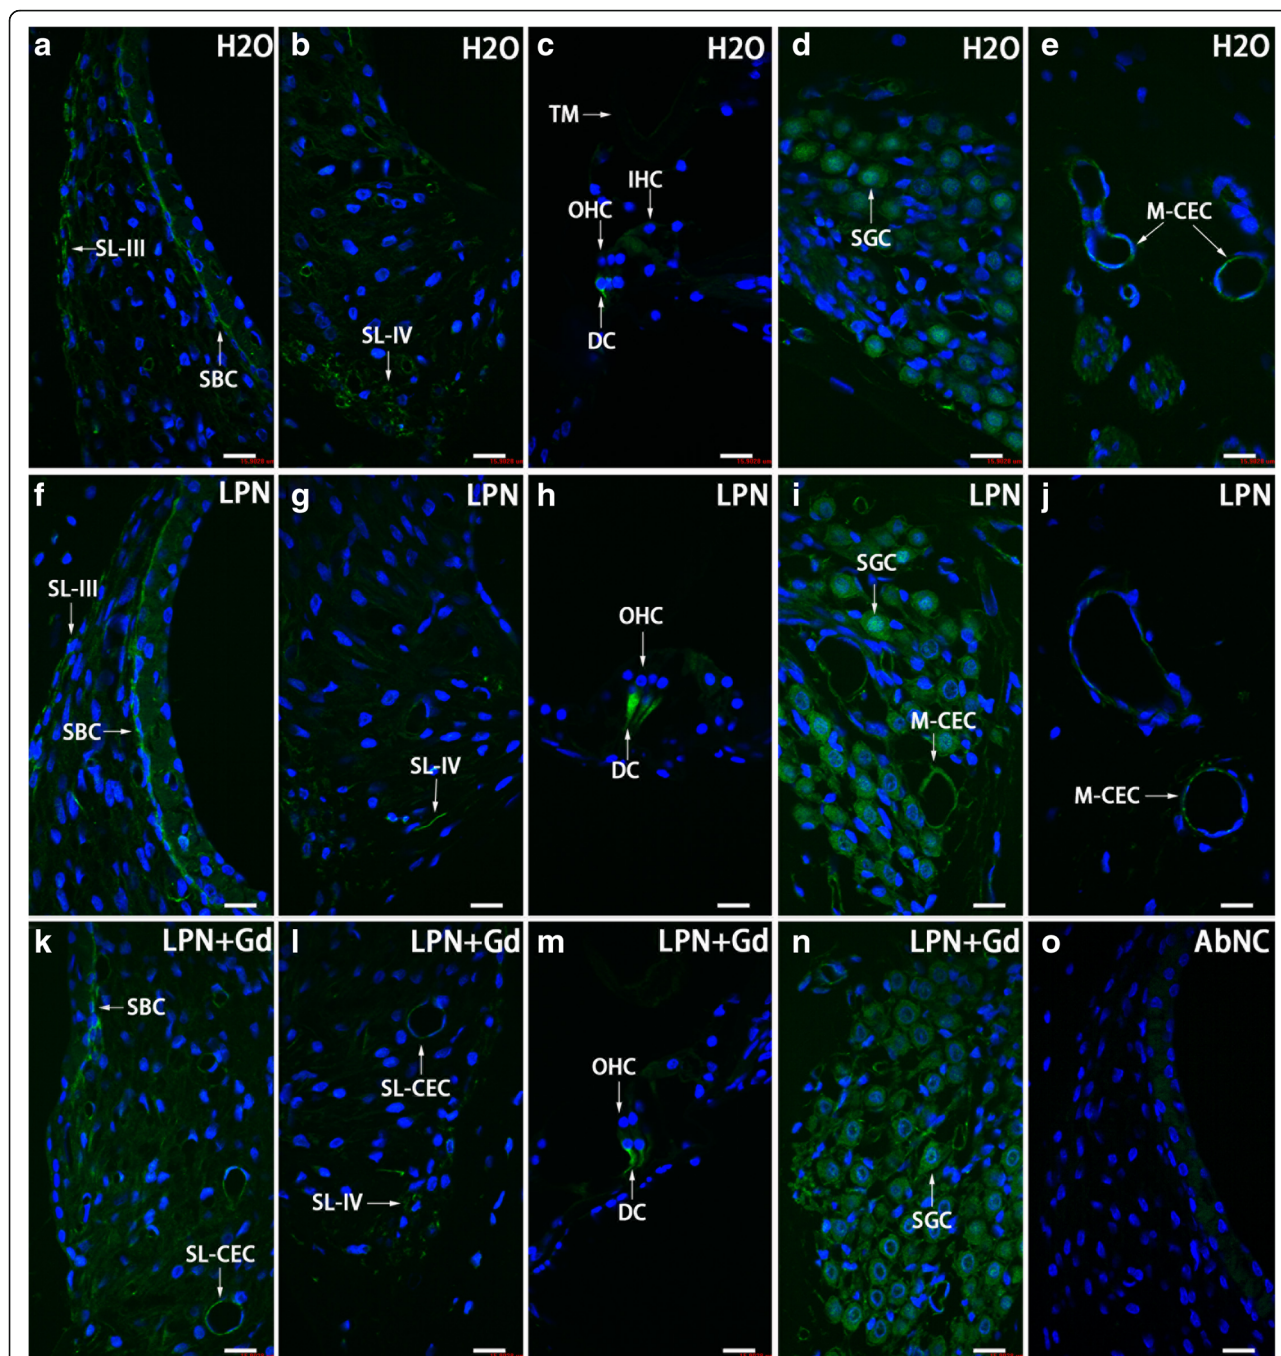 a H2O
SL-III
SBC
b H2O
SL-IV
c H2O
TM
IHC
OHC
DC
d H2O
SGC
e H2O
M-CEC
f LPN
SL-III
SBC
g LPN
SL-IV
h LPN
OHC
DC
i LPN
SGC
M-CEC
j LPN
M-CEC
k LPN+Gd
SBC
SL-CEC
l LPN+Gd
SL-CEC
SL-IV
m LPN+Gd
OHC
DC
n LPN+Gd
SGC
o AbNC